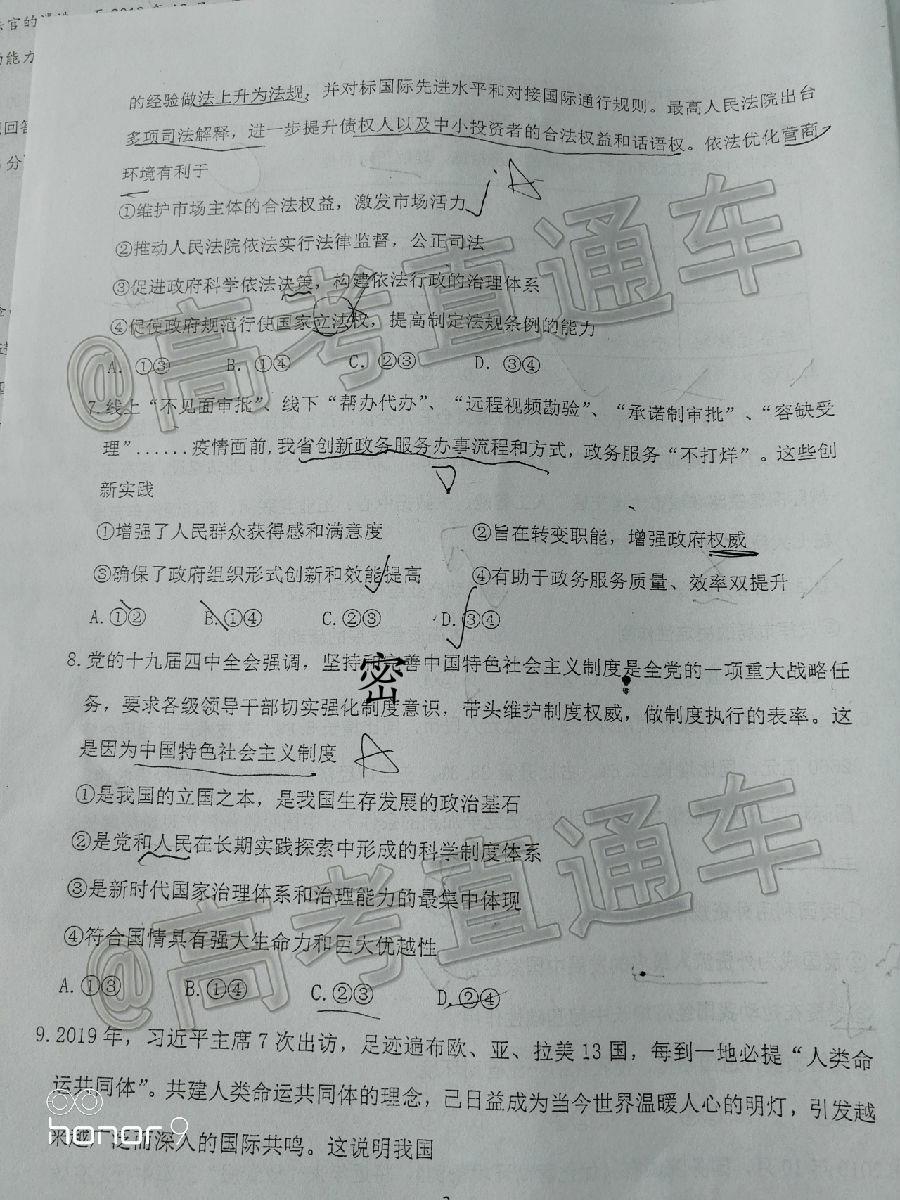 的经验做法上升为法规；并对标国际先进水平和对接国际通行规则。最高人民法院出台
多项司法解释，进一步提升债权人以及中小投资者的合法权益和话语权。依法优化营商
环境有利于
①维护市场主体的合法权益，激发市场活力
②推动人民法院依法实行法律监督，公正司法
③促进政府科学依法决策，构建依法行政的治理体系
④促使政府规范行使国家立法权，提高制定法规条例的能力
A. ①③ B. ①④ C. ②③ D. ③④
7.线上“不见面审批”、线下“帮办代办”、“远程视频勘验”、“承诺制审批”、“容缺受
理”......疫情面前,我省创新政务服务办事流程和方式，政务服务“不打烊”。这些创
新实践
①增强了人民群众获得感和满意度 ②旨在转变职能，增强政府权威
③确保了政府组织形式创新和效能提高 ④有助于政务服务质量、效率双提升
A.①② B.①④ C.②③ D.③④
8.党的十九届四中全会强调，坚持和完善中国特色社会主义制度是全党的一项重大战略任
务，要求各级领导干部切实强化制度意识，带头维护制度权威，做制度执行的表率。这
是因为中国特色社会主义制度
①是我国的立国之本，是我国生存发展的政治基石
②是党和人民在长期实践探索中形成的科学制度体系
③是新时代国家治理体系和治理能力的最集中体现
④符合国情具有强大生命力和巨大优越性
A.①③ B.①④ C.②③ D.②④
9.2019年，习近平主席7次出访，足迹遍布欧、亚、拉美13国，每到一地必提“人类命
运共同体”。共建人类命运共同体的理念，已日益成为当今世界温暖人心的明灯，引发越
来越广泛而深入的国际共鸣。这说明我国
密
@高考直通车
@高考直通车
honor 9